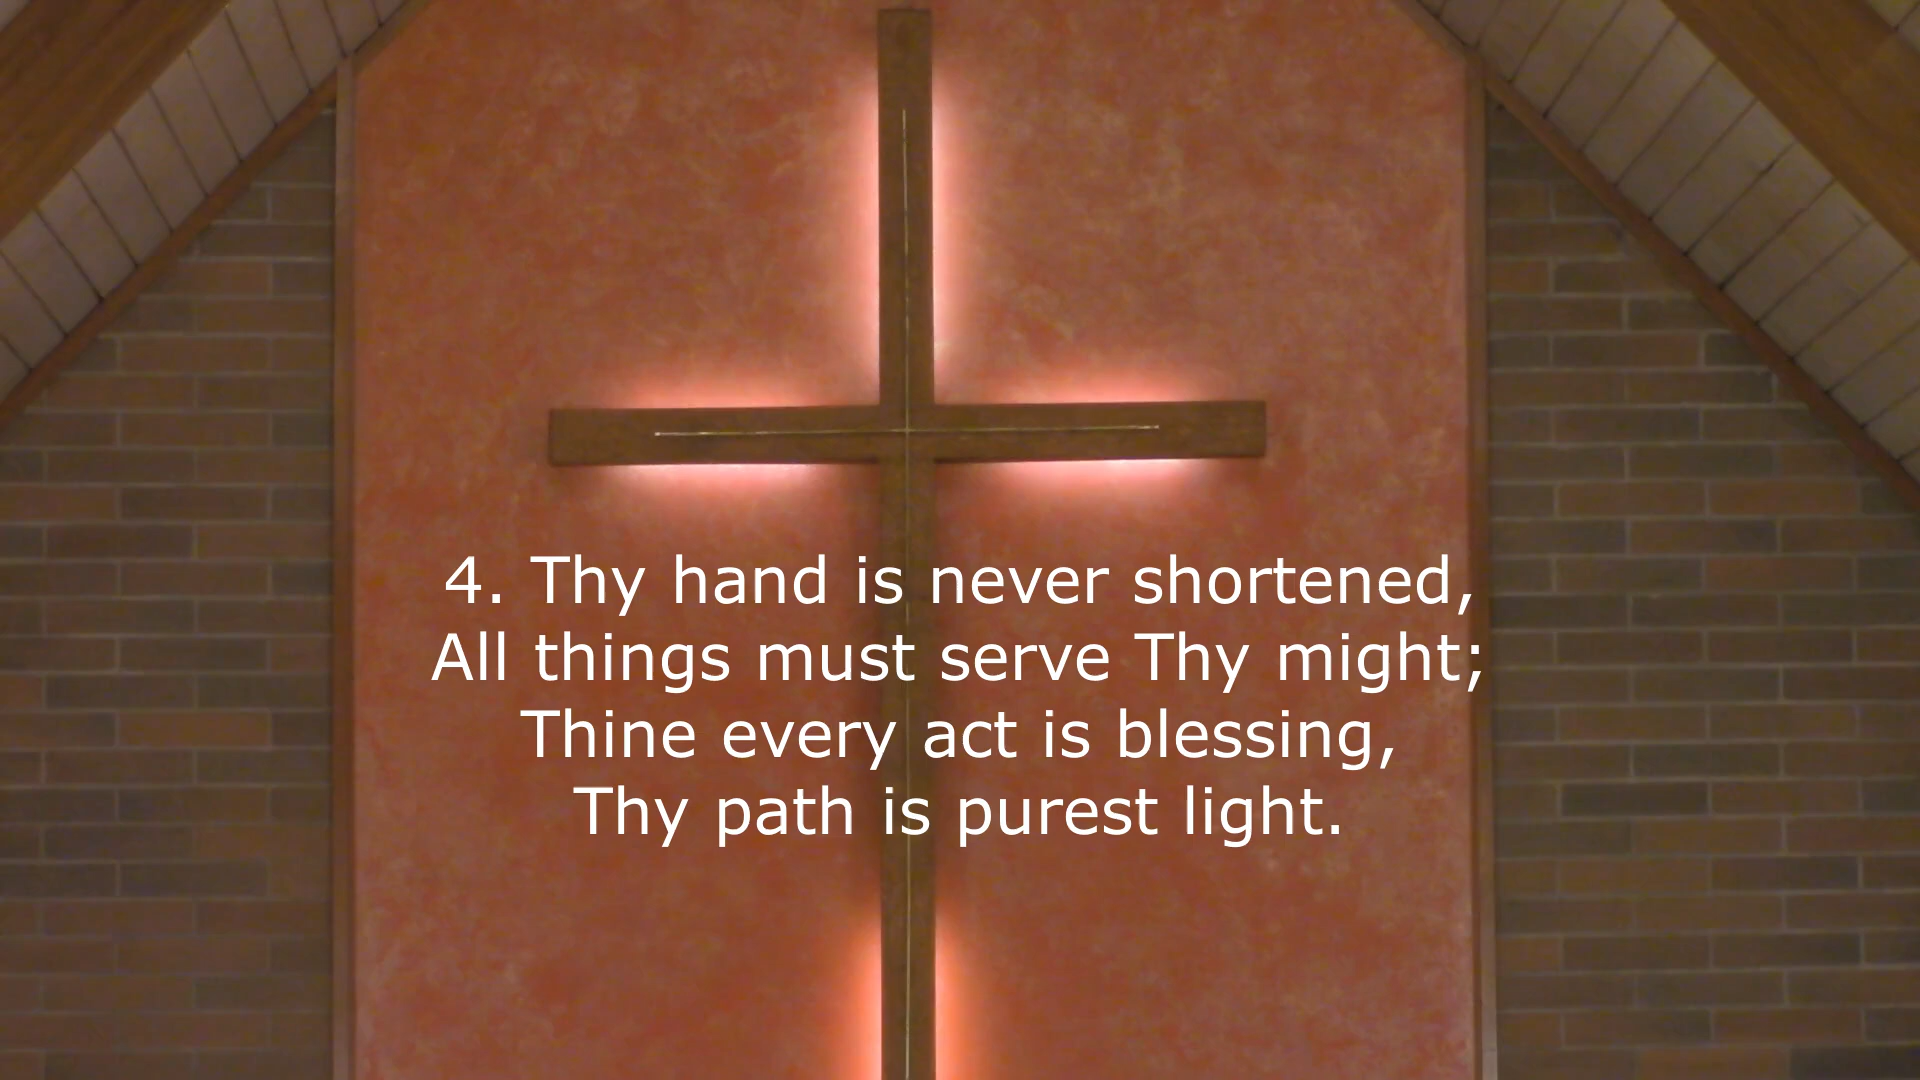 4. Thy hand is never shortened,
All things must serve Thy might;
Thine every act is blessing,
Thy path is purest light.